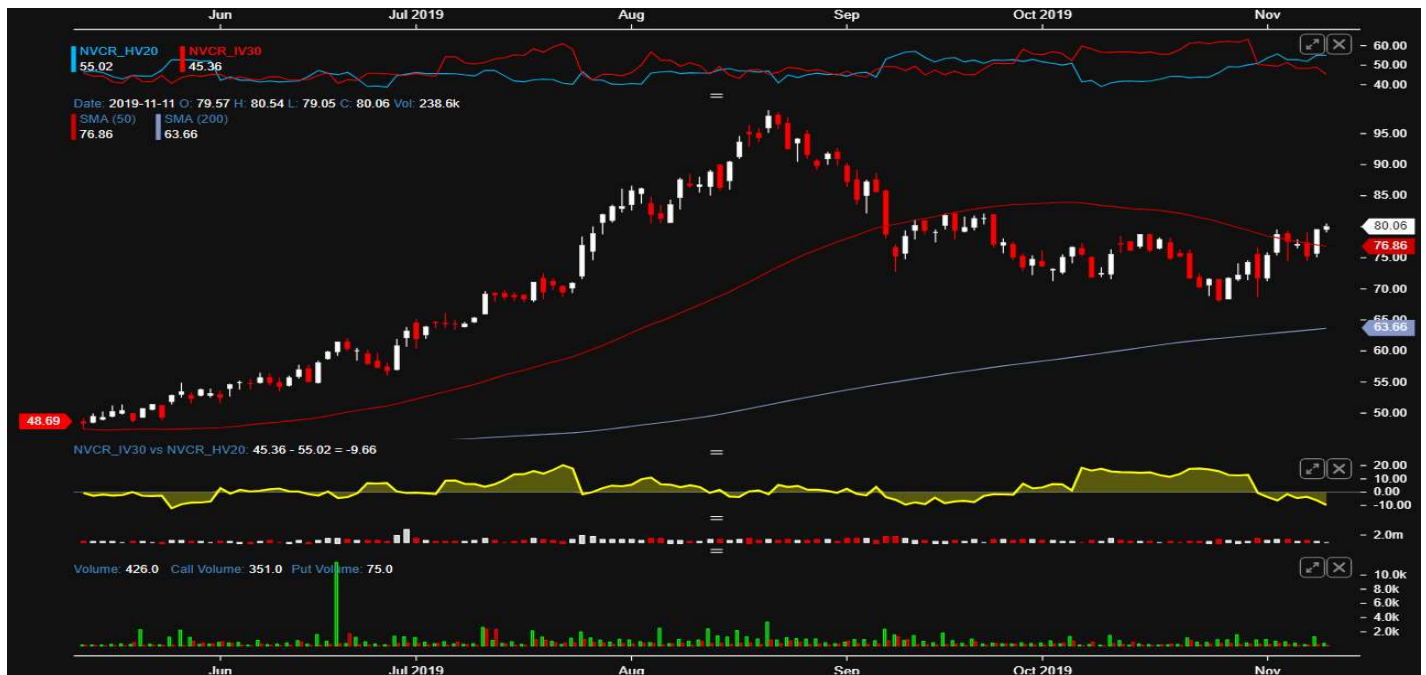 Jun Jul 2019 Aug Sep Oct 2019 Nov
NVCR_HV20 NVCR_IV30
55.02 45.36
60.00
50.00
40.00
Date: 2019-11-11 O: 79.57 H: 80.54 L: 79.05 C: 80.06 Vol: 238.6k
SMA (50) SMA (200)
76.86 63.66
95.00
90.00
85.00
80.06
76.86
75.00
70.00
65.00
63.66
60.00
55.00
50.00
48.69
NVCR_IV30 vs NVCR_HV20: 45.36 - 55.02 = -9.66
20.00
10.00
0.00
-10.00
2.0m
Volume: 426.0 Call Volume: 351.0 Put Volume: 75.0
10.0k
8.0k
6.0k
4.0k
2.0k
Jun Jul 2019 Aug Sep Oct 2019 Nov